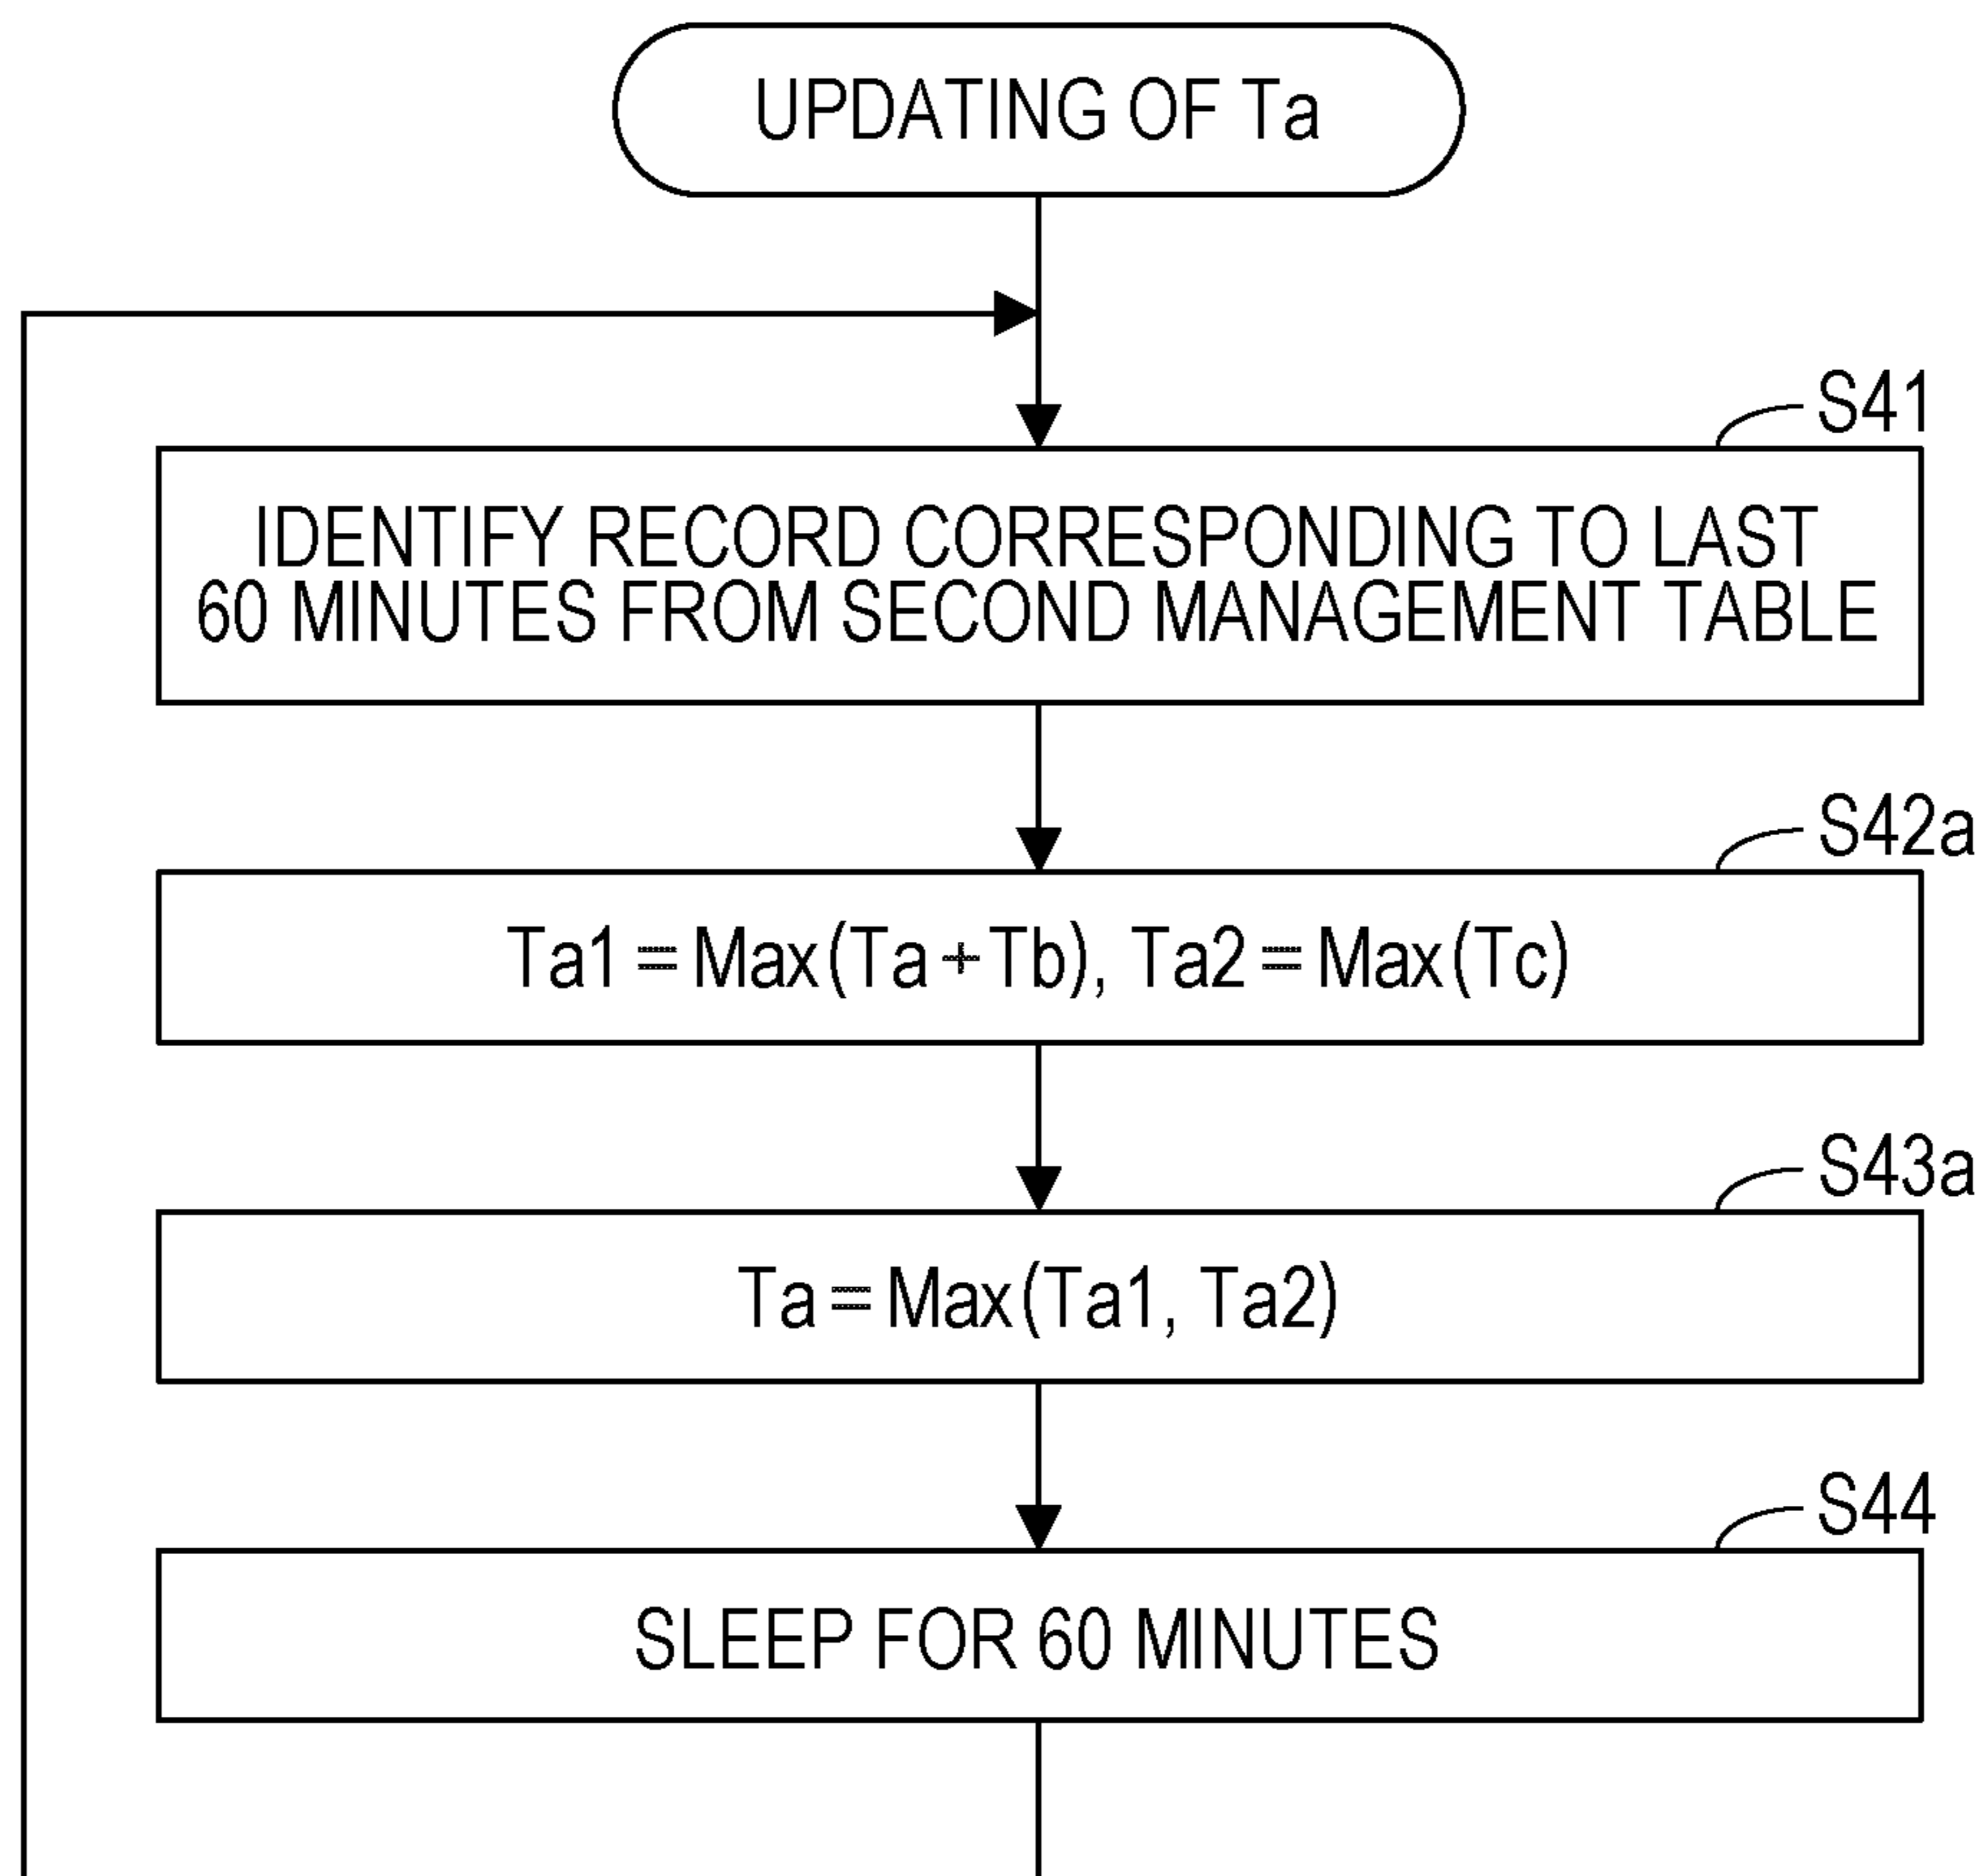 UPDATING OF Ta
S41
IDENTIFY RECORD CORRESPONDING TO LAST
60 MINUTES FROM SECOND MANAGEMENT TABLE
S42a
Ta1 = Max(Ta + Tb), Ta2 = Max(Tc)
S43a
Ta = Max(Ta1, Ta2)
S44
SLEEP FOR 60 MINUTES